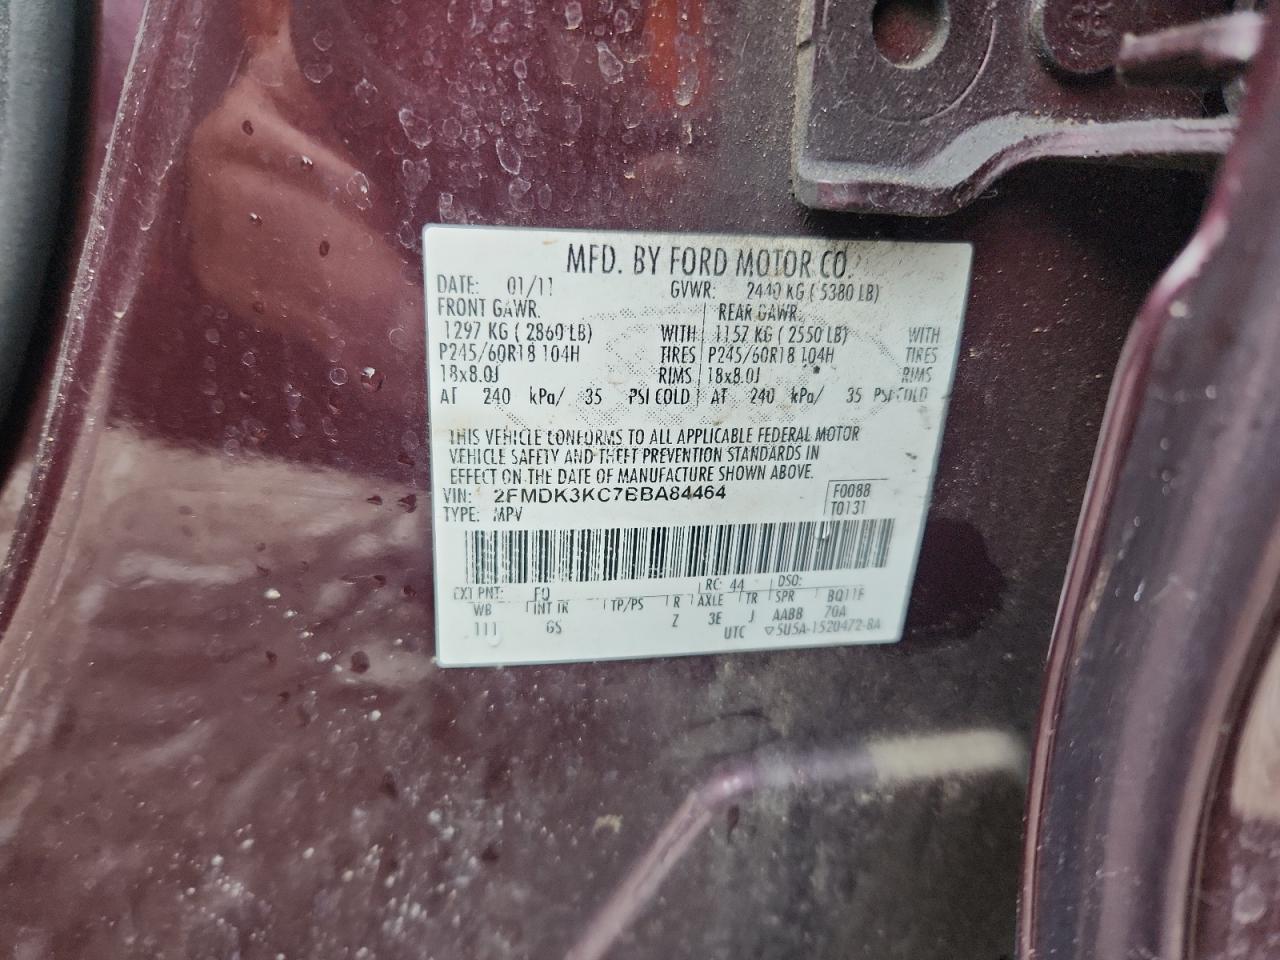 MFD. BY FORD MOTOR CO.
DATE: 01/11 GVWR: 2440 KG ( 5380 LB)
FRONT GAWR: REAR GAWR:
1297 KG ( 2860 LB) WITH 1157 KG ( 2550 LB) WITH
P245/60R18 104H TIRES P245/60R18 104H TIRES
18x8.0J RIMS 18x8.0J RIMS
AT 240 kPa/ 35 PSI COLD AT 240 kPa/ 35 PSI COLD
THIS VEHICLE CONFORMS TO ALL APPLICABLE FEDERAL MOTOR
VEHICLE SAFETY AND THEFT PREVENTION STANDARDS IN
EFFECT ON THE DATE OF MANUFACTURE SHOWN ABOVE.
VIN: 2FMDK3KC7BBA84464 F0088
TYPE: MPV T0131
EXT PNT: FQ RC: 44 DSO:
WB INT TR TP/PS R AXLE TR SPR BQ11F
111 GS Z 3E J AABB 70A
UTC ▽5U5A-1520472-BA